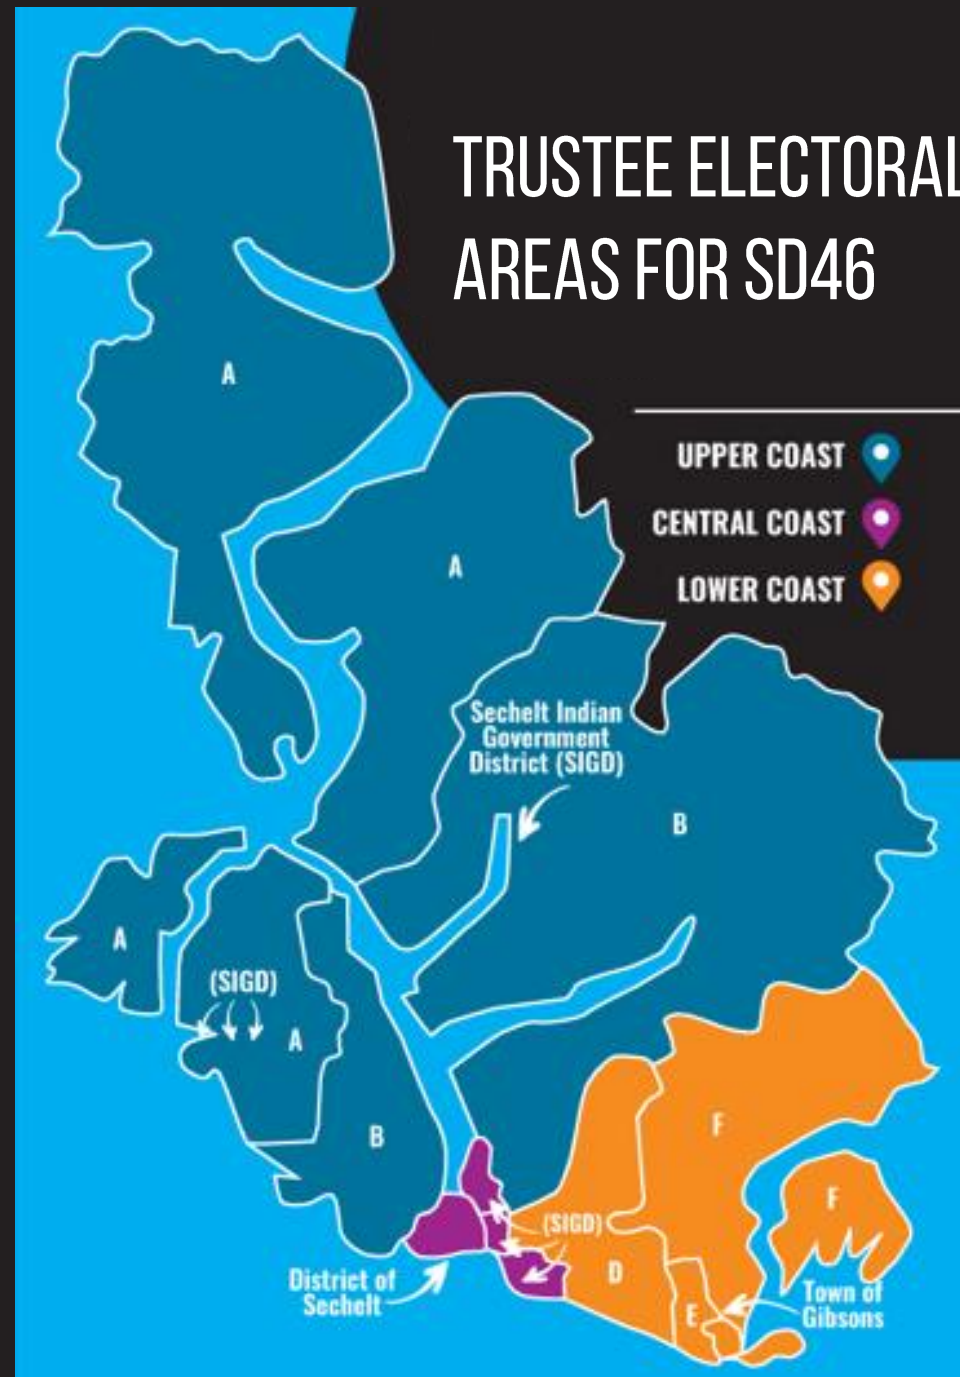 TRUSTEE ELECTORAL
AREAS FOR SD46
UPPER COAST
CENTRAL COAST
LOWER COAST
A
A
Sechelt Indian
Government
District (SIGD)
B
A
(SIGD)
A
B
F
F
(SIGD)
D
E
District of
Sechelt
Town of
Gibsons